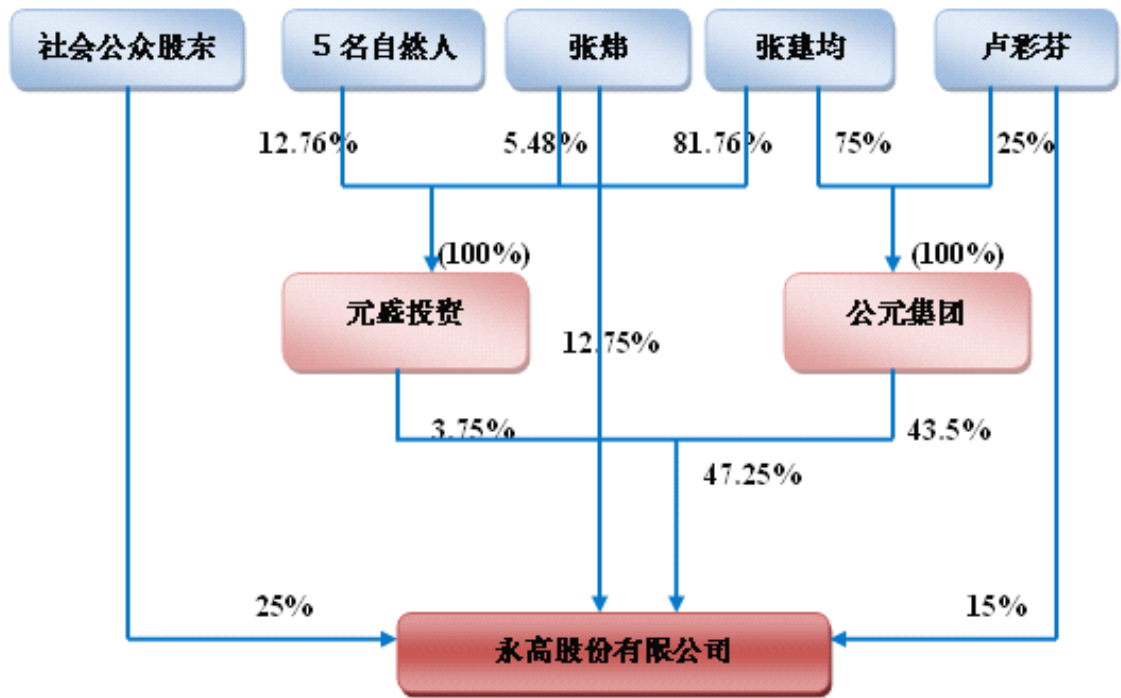 社会公众股东
5 名自然人
张炜
张建均
卢彩芬
12.76%
5.48%
81.76%
75%
25%
(100%)
(100%)
元盛投资
公元集团
12.75%
3.75%
43.5%
47.25%
25%
15%
永高股份有限公司